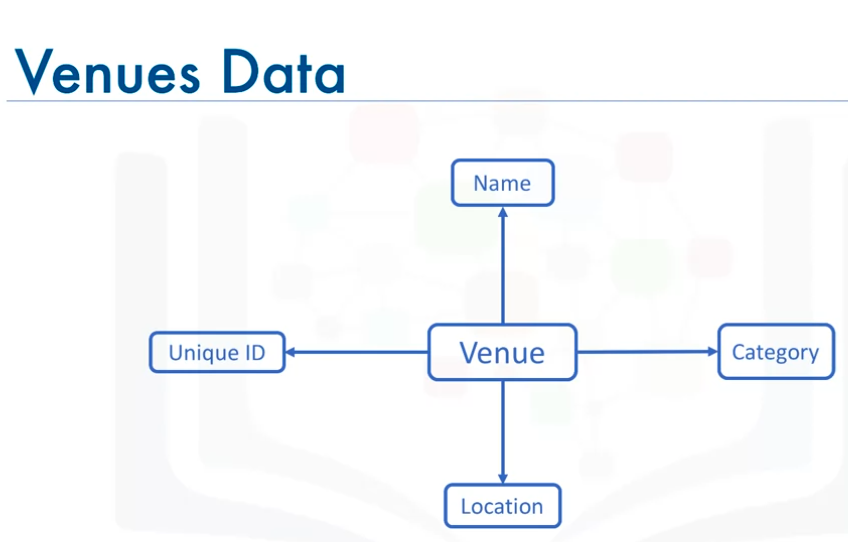 Venues Data
Name
Unique ID
Venue
Category
Location